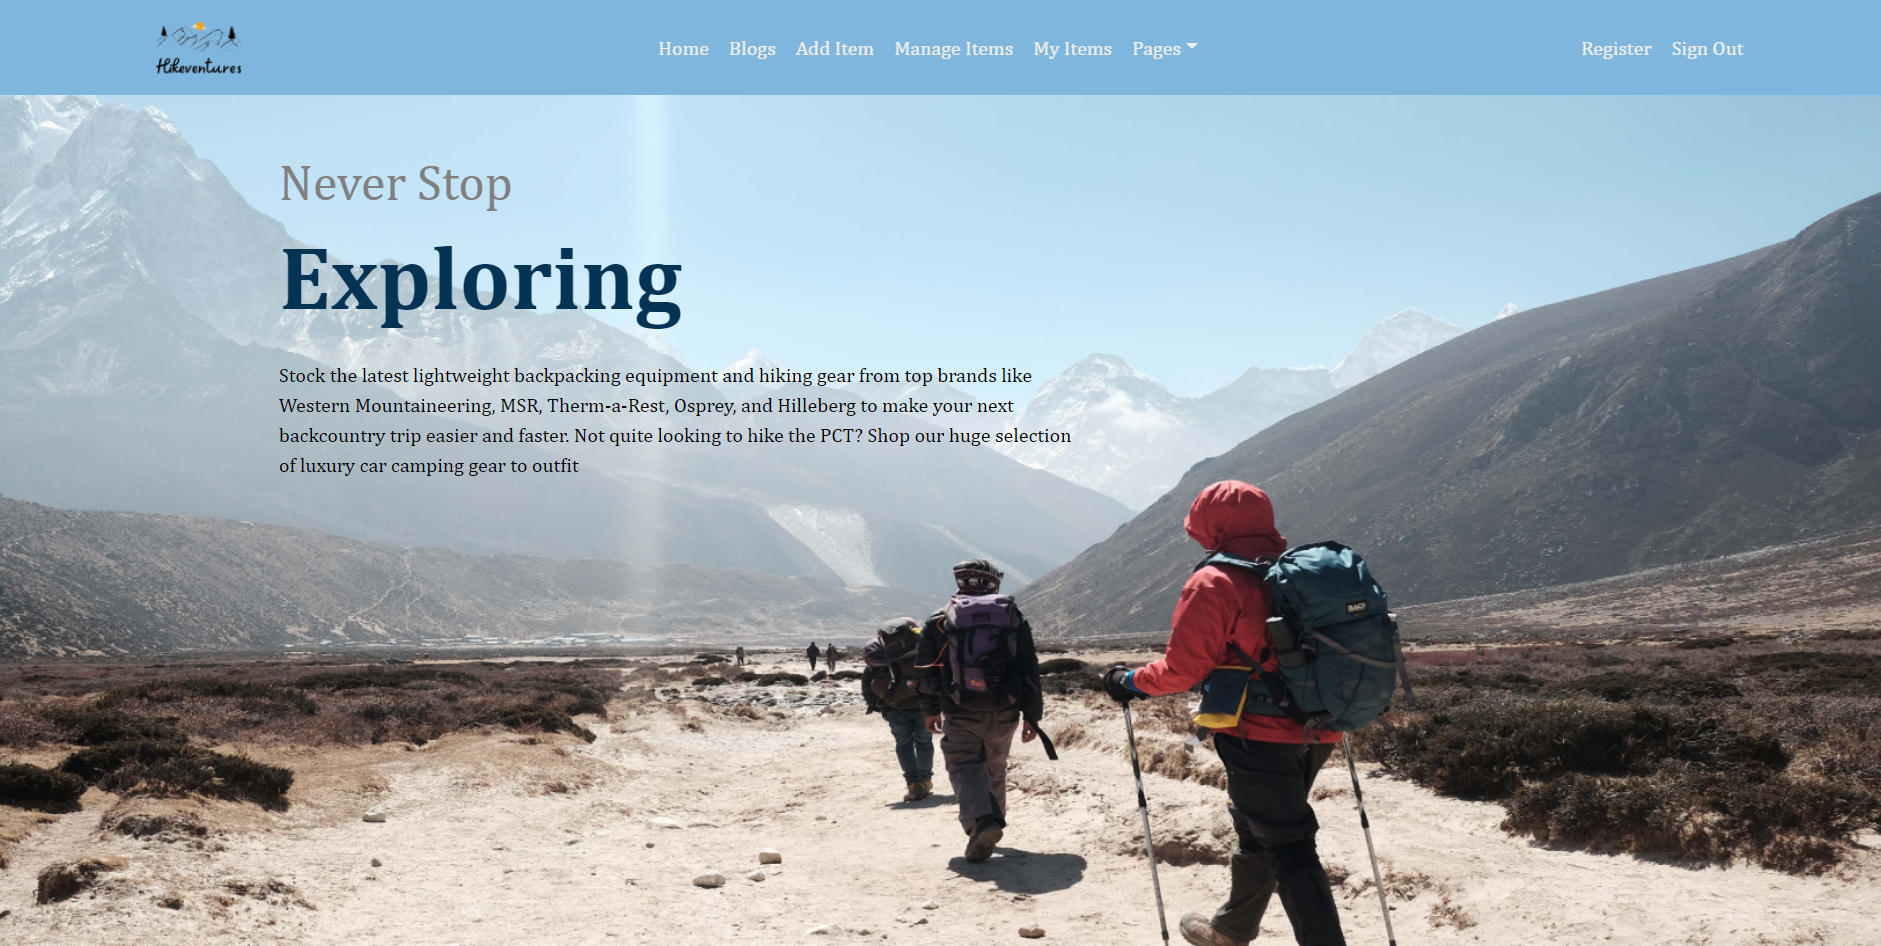 Hikeventures
Home Blogs Add Item Manage Items My Items Pages Register Sign Out
Never Stop
Exploring
Stock the latest lightweight backpacking equipment and hiking gear from top brands like
Western Mountaineering, MSR, Therm-a-Rest, Osprey, and Hilleberg to make your next
backcountry trip easier and faster. Not quite looking to hike the PCT? Shop our huge selection
of luxury car camping gear to outfit